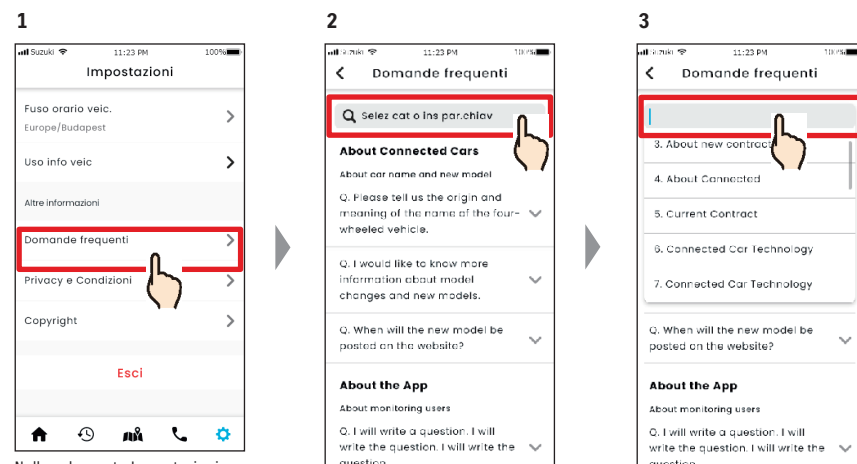 1
Suzuki 11:23 PM 100%
Impostazioni
Fuso orario veic.
Europe/Budapest
Uso info veic
Altre informazioni
Domande frequenti
Privacy e Condizioni
Copyright
Esci
2
11:23 PM
Domande frequenti
Selez cat o ins par.chiav
About Connected Cars
About car name and new model
Q. Please tell us the origin and
meaning of the name of the four-
wheeled vehicle.
Q. I would like to know more
information about model
changes and new models.
Q. When will the new model be
posted on the website?
About the App
About monitoring users
Q. I will write a question. I will
write the question. I will write the
question
3
11:23 PM
Domande frequenti
3. About new contract
4. About Connected
5. Current Contract
6. Connected Car Technology
7. Connected Car Technology
Q. When will the new model be
posted on the website?
About the App
About monitoring users
Q. I will write a question. I will
write the question. I will write the
question